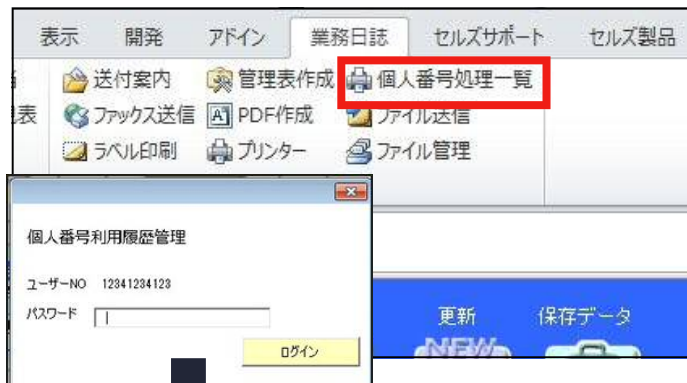 表示 開発 アドイン 業務日誌 セルズサポート セルズ製品
送付案内 管理表作成 個人番号処理一覧
表 ファックス送信 PDF作成 ファイル送信
ラベル印刷 プリンター ファイル管理
個人番号利用履歴管理
ユーザーNO 12341234123
パスワード
ログイン
更新 保存データ
NEW